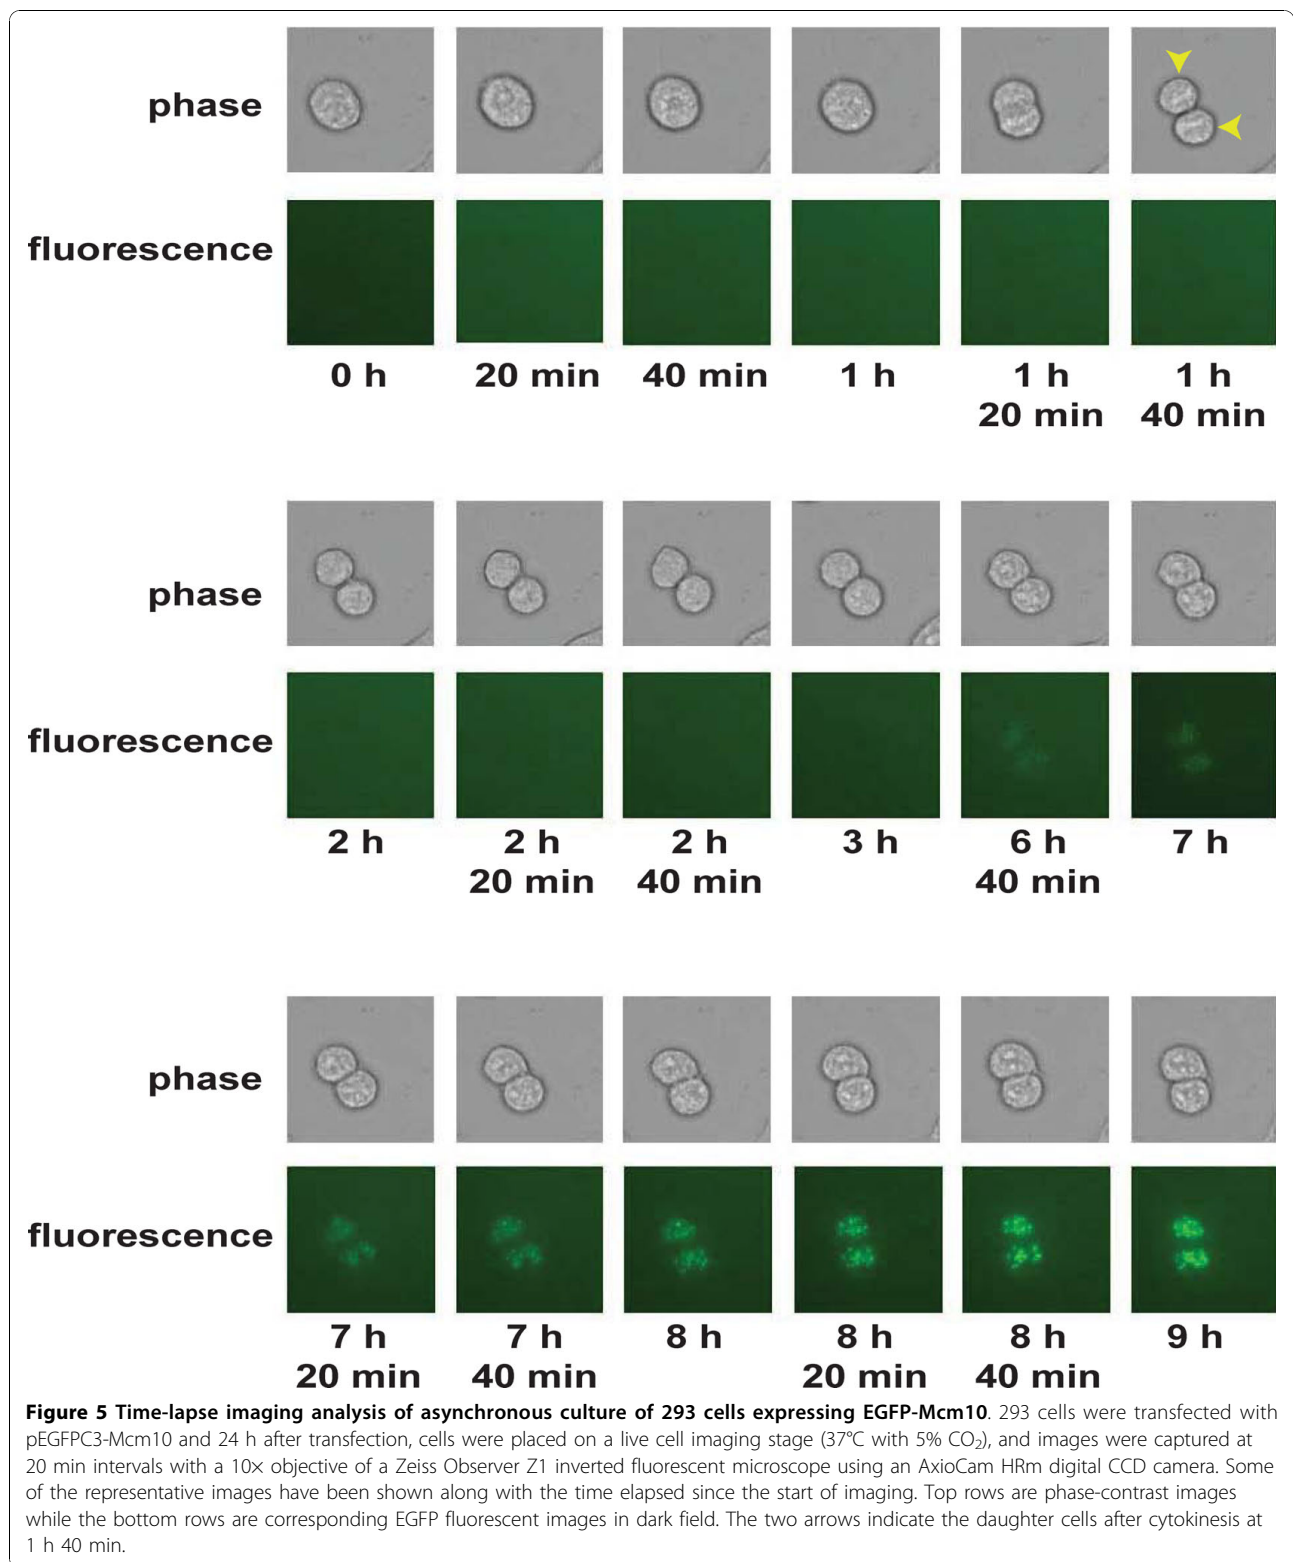 phase
fluorescence
0 h 20 min 40 min 1 h 1 h 1 h
20 min 40 min
phase
fluorescence
2 h 2 h 2 h 3 h 6 h 7 h
20 min 40 min 40 min
phase
fluorescence
7 h 7 h 8 h 8 h 8 h 9 h
20 min 40 min 20 min 40 min
Figure 5 Time-lapse imaging analysis of asynchronous culture of 293 cells expressing EGFP-Mcm10. 293 cells were transfected with
pEGFPC3-Mcm10 and 24 h after transfection, cells were placed on a live cell imaging stage (37°C with 5% CO₂), and images were captured at
20 min intervals with a 10× objective of a Zeiss Observer Z1 inverted fluorescent microscope using an AxioCam HRm digital CCD camera. Some
of the representative images have been shown along with the time elapsed since the start of imaging. Top rows are phase-contrast images
while the bottom rows are corresponding EGFP fluorescent images in dark field. The two arrows indicate the daughter cells after cytokinesis at
1 h 40 min.